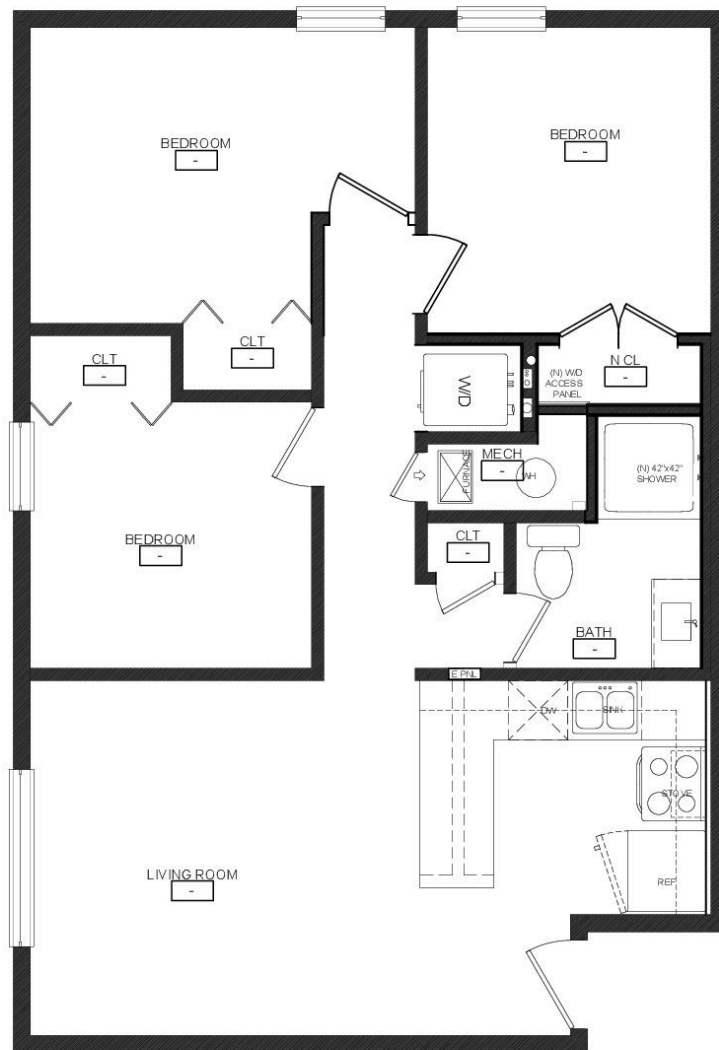 BEDROOM
-
BEDROOM
-
CLT
-
CLT
-
N CL
-
(N) W/D
ACCESS
PANEL
W/D
MECH
-
FURNACE
WH
(N) 42"x42"
SHOWER
BEDROOM
-
CLT
-
BATH
-
E PNL
DW
SINK
STOVE
REF
LIVING ROOM
-